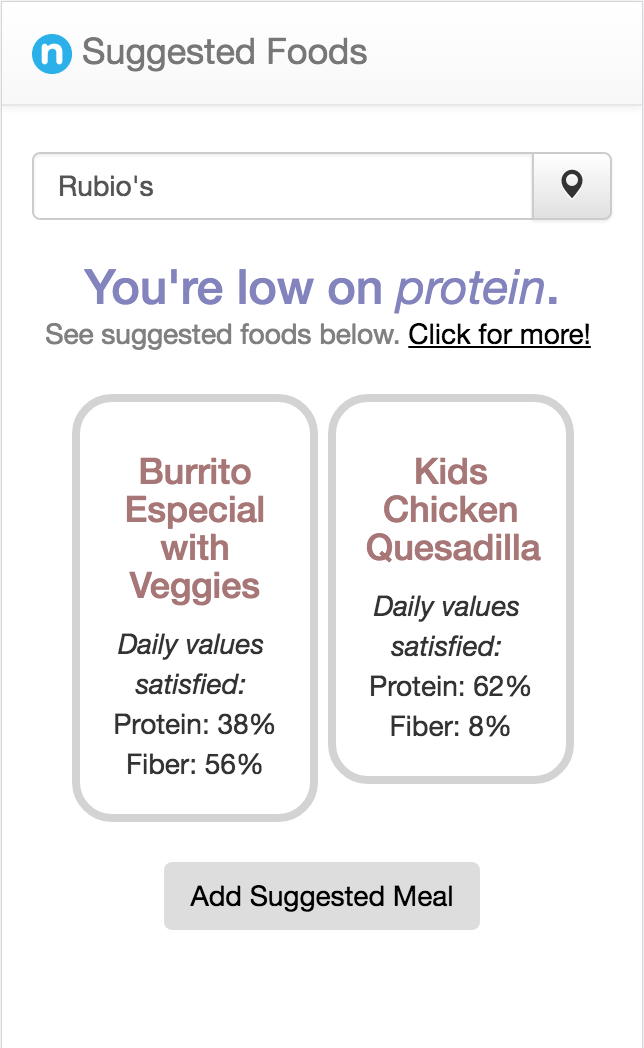 n Suggested Foods
Rubio's
You're low on protein.
See suggested foods below. Click for more!
Burrito
Especial
with
Veggies
Daily values
satisfied:
Protein: 38%
Fiber: 56%
Kids
Chicken
Quesadilla
Daily values
satisfied:
Protein: 62%
Fiber: 8%
Add Suggested Meal